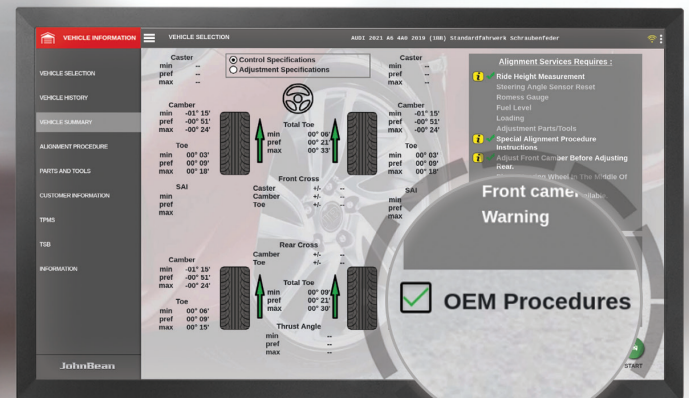 VEHICLE INFORMATION
VEHICLE SELECTION
AUDI 2021 A6 4A0 2019 (1BK) Standardfahrwerk Schraubenfeder
VEHICLE SELECTION
VEHICLE HISTORY
VEHICLE SUMMARY
ALIGNMENT PROCEDURE
PARTS AND TOOLS
CUSTOMER INFORMATION
TPMS
TSB
INFORMATION
JohnBean
Control Specifications
Adjustment Specifications
Caster
min --
pref --
max --
Camber
min -01° 15'
pref -00° 51'
max -00° 24'
Toe
min 00° 03'
pref 00° 09'
max 00° 18'
SAI
min
pref
max
Total Toe
min 00° 06'
pref 00° 21'
max 00° 33'
Front Cross
Caster +/- --
Camber +/- --
Toe +/- --
Caster
min --
pref --
max --
Camber
min -01° 15'
pref -00° 51'
max -00° 24'
Toe
min 00° 03'
pref 00° 09'
max 00° 18'
SAI
min
pref
max
Camber
min -01° 15'
pref -00° 51'
max -00° 24'
Toe
min 00° 06'
pref 00° 09'
max 00° 15'
Rear Cross
Camber +/- --
Toe +/- --
Total Toe
min 00° 09'
pref 00° 21'
max 00° 30'
Thrust Angle
min --
pref --
max --
Alignment Services Requires :
Ride Height Measurement
Steering Angle Sensor Reset
Romess Gauge
Fuel Level
Loading
Adjustment Parts/Tools
Special Alignment Procedure
Instructions
Adjust Front Camber Before Adjusting
Rear.
Wheel In The Middle Of
Front
Warning
OEM Procedures
START